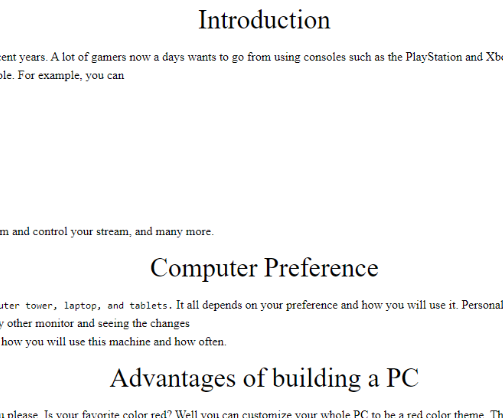 Introduction
cent years. A lot of gamers now a days wants to go from using consoles such as the PlayStation and Xbo
ole. For example, you can
m and control your stream, and many more.
Computer Preference
uter tower, laptop, and tablets. It all depends on your preference and how you will use it. Personal
y other monitor and seeing the changes
how you will use this machine and how often.
Advantages of building a PC
u please. Is your favorite color red? Well you can customize your whole PC to be a red color theme. Th